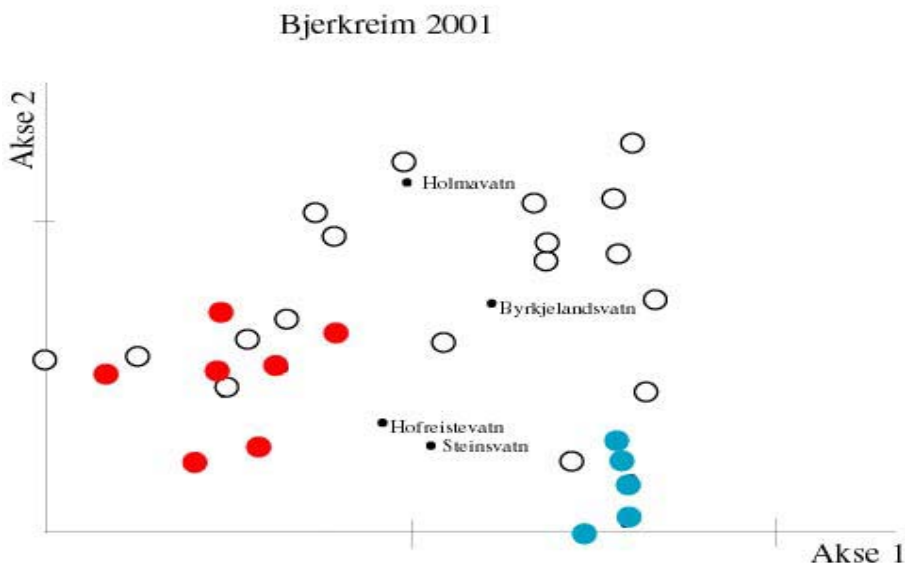 Bjerkreim 2001
Akse 2
Holmavatn
Byrkjelandsvatn
Hofreistevatn
Steinsvatn
Akse 1